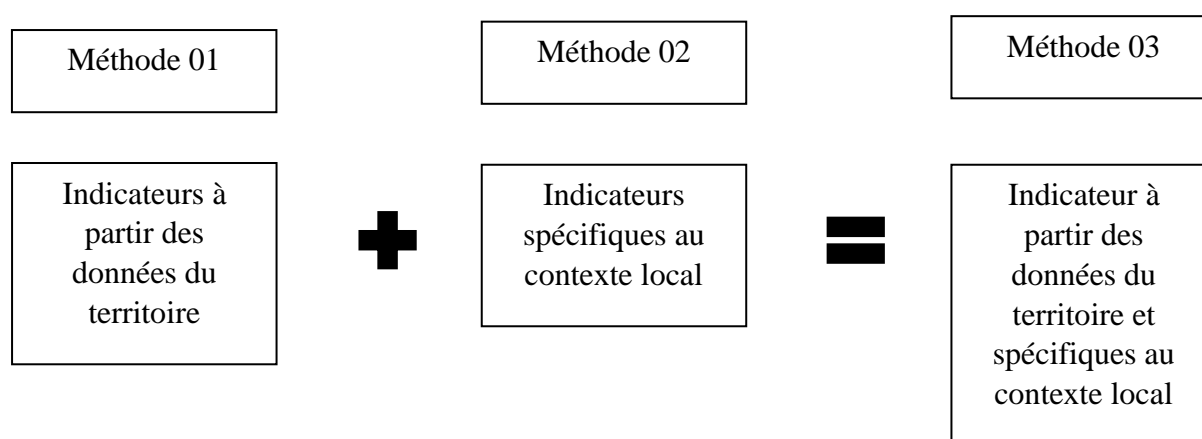 Méthode 01
Méthode 02
Méthode 03
Indicateurs à
partir des
données du
territoire
+
Indicateurs
spécifiques au
contexte local
=
Indicateur à
partir des
données du
territoire et
spécifiques au
contexte local